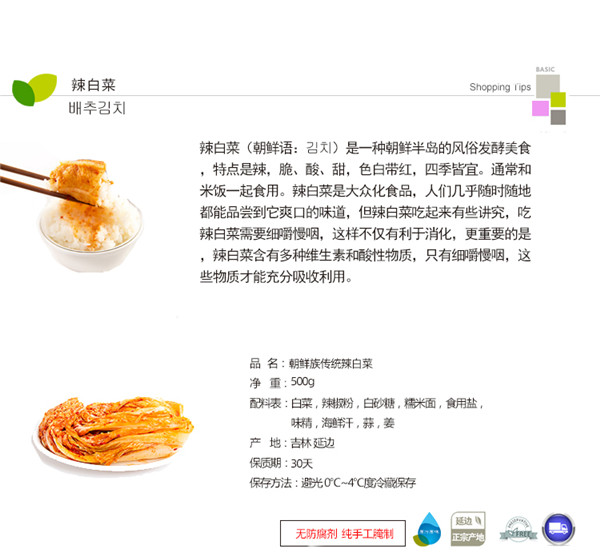 BASIC
辣白菜
Shopping Tips
배추김치
辣白菜（朝鲜语：김치）是一种朝鲜半岛的风俗发酵美食
，特点是辣，脆、酸、甜，色白带红，四季皆宜。通常和
米饭一起食用。辣白菜是大众化食品，人们几乎随时随地
都能品尝到它爽口的味道，但辣白菜吃起来有些讲究，吃
辣白菜需要细嚼慢咽，这样不仅有利于消化，更重要的是
，辣白菜含有多种维生素和酸性物质，只有细嚼慢咽，这
些物质才能充分吸收利用。
品 名：朝鲜族传统辣白菜
净 重：500g
配料表：白菜，辣椒粉，白砂糖，糯米面，食用盐，
味精，海鲜汗，蒜，姜
产 地：吉林 延边
保质期：30天
保存方法：避光 0℃~4℃度冷藏保存
无防腐剂 纯手工腌制
延边
正宗产地
FREE